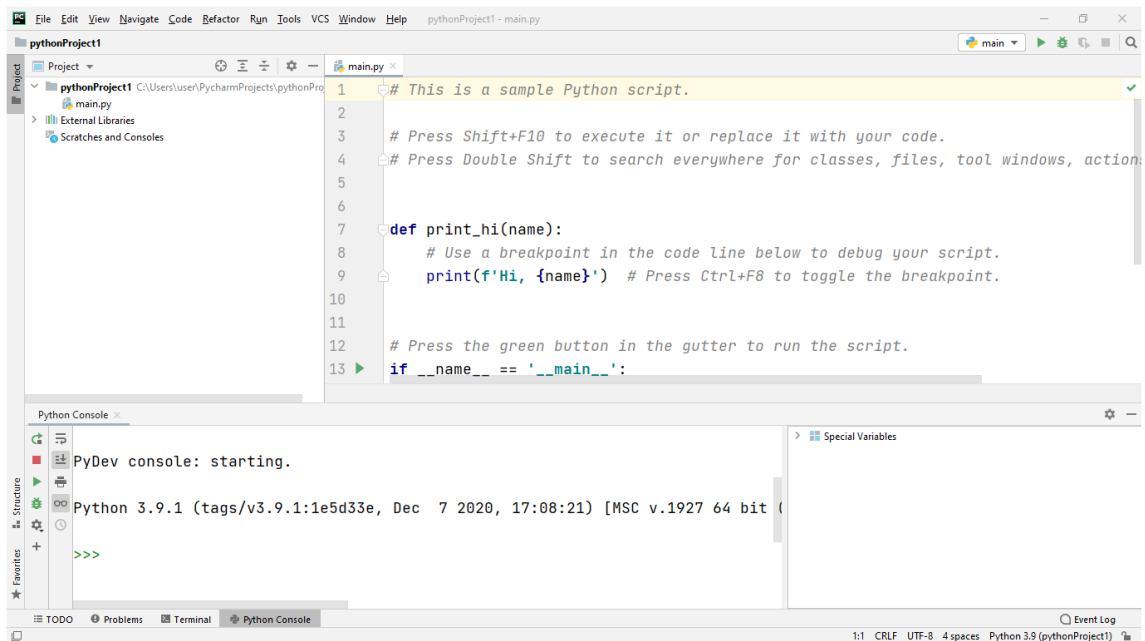 PC File Edit View Navigate Code Refactor Run Tools VCS Window Help pythonProject1 - main.py
pythonProject1 main
Project
Project main.py
pythonProject1 C:\Users\user\PycharmProjects\pythonPro
main.py
External Libraries
Scratches and Consoles
1 # This is a sample Python script.
2
3 # Press Shift+F10 to execute it or replace it with your code.
4 # Press Double Shift to search everywhere for classes, files, tool windows, action
5
6
7 def print_hi(name):
8 # Use a breakpoint in the code line below to debug your script.
9 print(f'Hi, {name}') # Press Ctrl+F8 to toggle the breakpoint.
10
11
12 # Press the green button in the gutter to run the script.
13 if __name__ == '__main__':
Python Console
Special Variables
PyDev console: starting.
Python 3.9.1 (tags/v3.9.1:1e5d33e, Dec 7 2020, 17:08:21) [MSC v.1927 64 bit (
>>>
Structure
Favorites
TODO Problems Terminal Python Console Event Log
1:1 CRLF UTF-8 4 spaces Python 3.9 (pythonProject1)